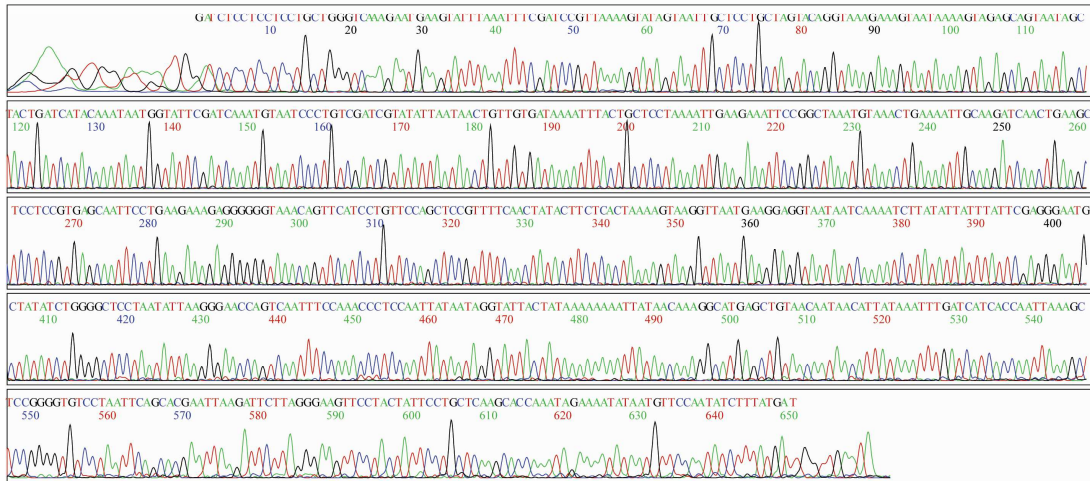 GATCTCCTCCTCCTGCTGGGTCAAAGAATGAAGTATTTAAATTTCGATCCGTTAAAAGTATAGTAATTGCTCCTGCTAGTACAGGTAAAGAAAGTAATAAAAGTAGAGCAGTAATAGC
10 20 30 40 50 60 70 80 90 100 110
TACTGATCATACAAATAATGGTATTCGATCAAATGTAATCCCTGTCGATCGTATATTAATAACTGTTGTGATAAAATTTACTGCTCCTAAAATTGAAGAAATTCCGGCTAAATGTAAACTGAAAATTGCAAGATCAACTGAAGC
120 130 140 150 160 170 180 190 200 210 220 230 240 250 260
TCCTCCGTGAGCAATTCCTGAAGAAAGAGGGGGGTAAACAGTTCATCCTGTTCCAGCTCCGTTTTCAACTATACTTCTCACTAAAAGTAAGGTTAATGAAGGAGGTAATAATCAAAATCTTATATTATTTATTCGAGGGAATG
270 280 290 300 310 320 330 340 350 360 370 380 390 400
CTATATCTGGGGCTCCTAATATTAAGGGAACCAGTCAATTTCCAAACCCTCCAATTATAATAGGTATTACTATAAAAAAAATTATAACAAAGGCATGAGCTGTAACAATAACATTATAAATTTGATCATCACCAATTAAAGC
410 420 430 440 450 460 470 480 490 500 510 520 530 540
TCCGGGGTGTCCTAATTCAGCACGAATTAAGATTCTTAGGGAAGTTCCTACTATTCCTGCTCAAGCACCAAATAGAAAATATAATGTTCCAATATCTTTATGAT
550 560 570 580 590 600 610 620 630 640 650